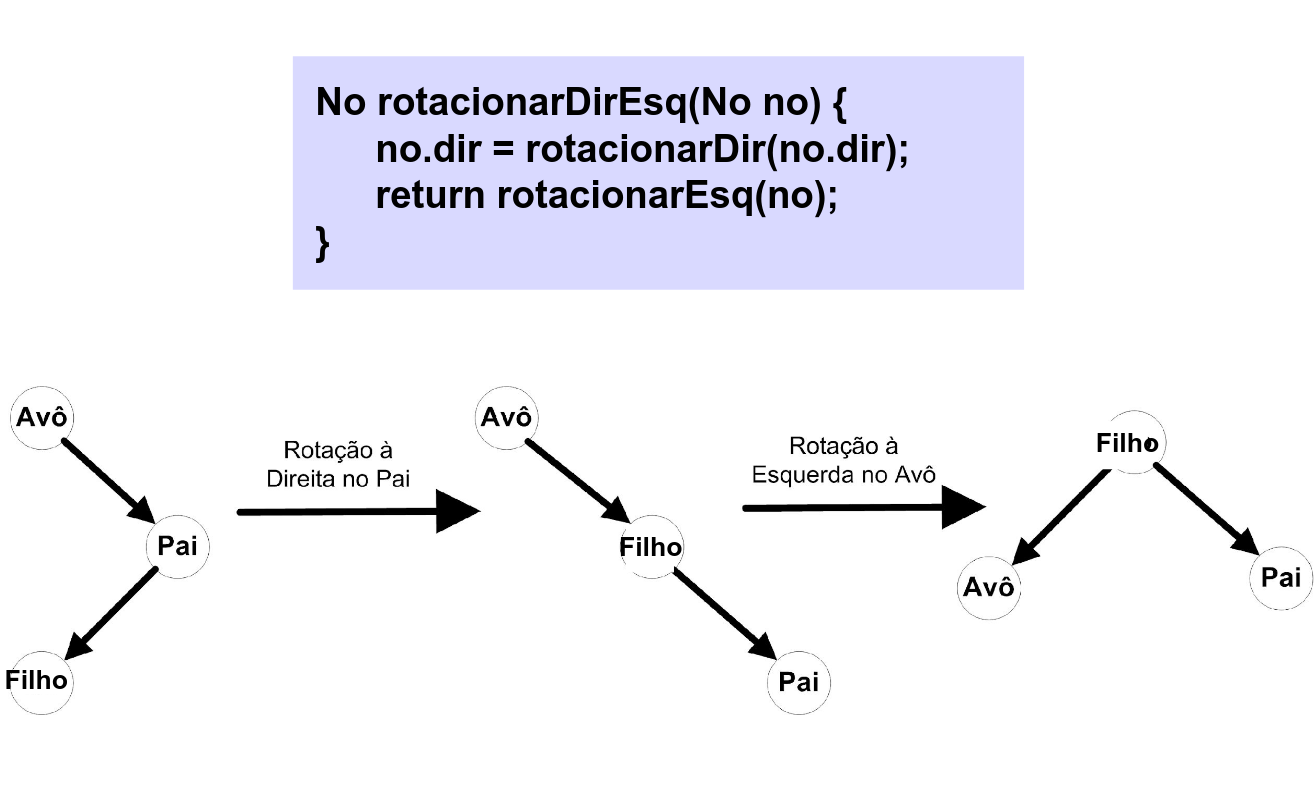 No rotacionarDirEsq(No no) {
no.dir = rotacionarDir(no.dir);
return rotacionarEsq(no);
}
Avô
Pai
Filho
Rotação à
Direita no Pai
Avô
Filho
Pai
Rotação à
Esquerda no Avô
Filho
Avô
Pai